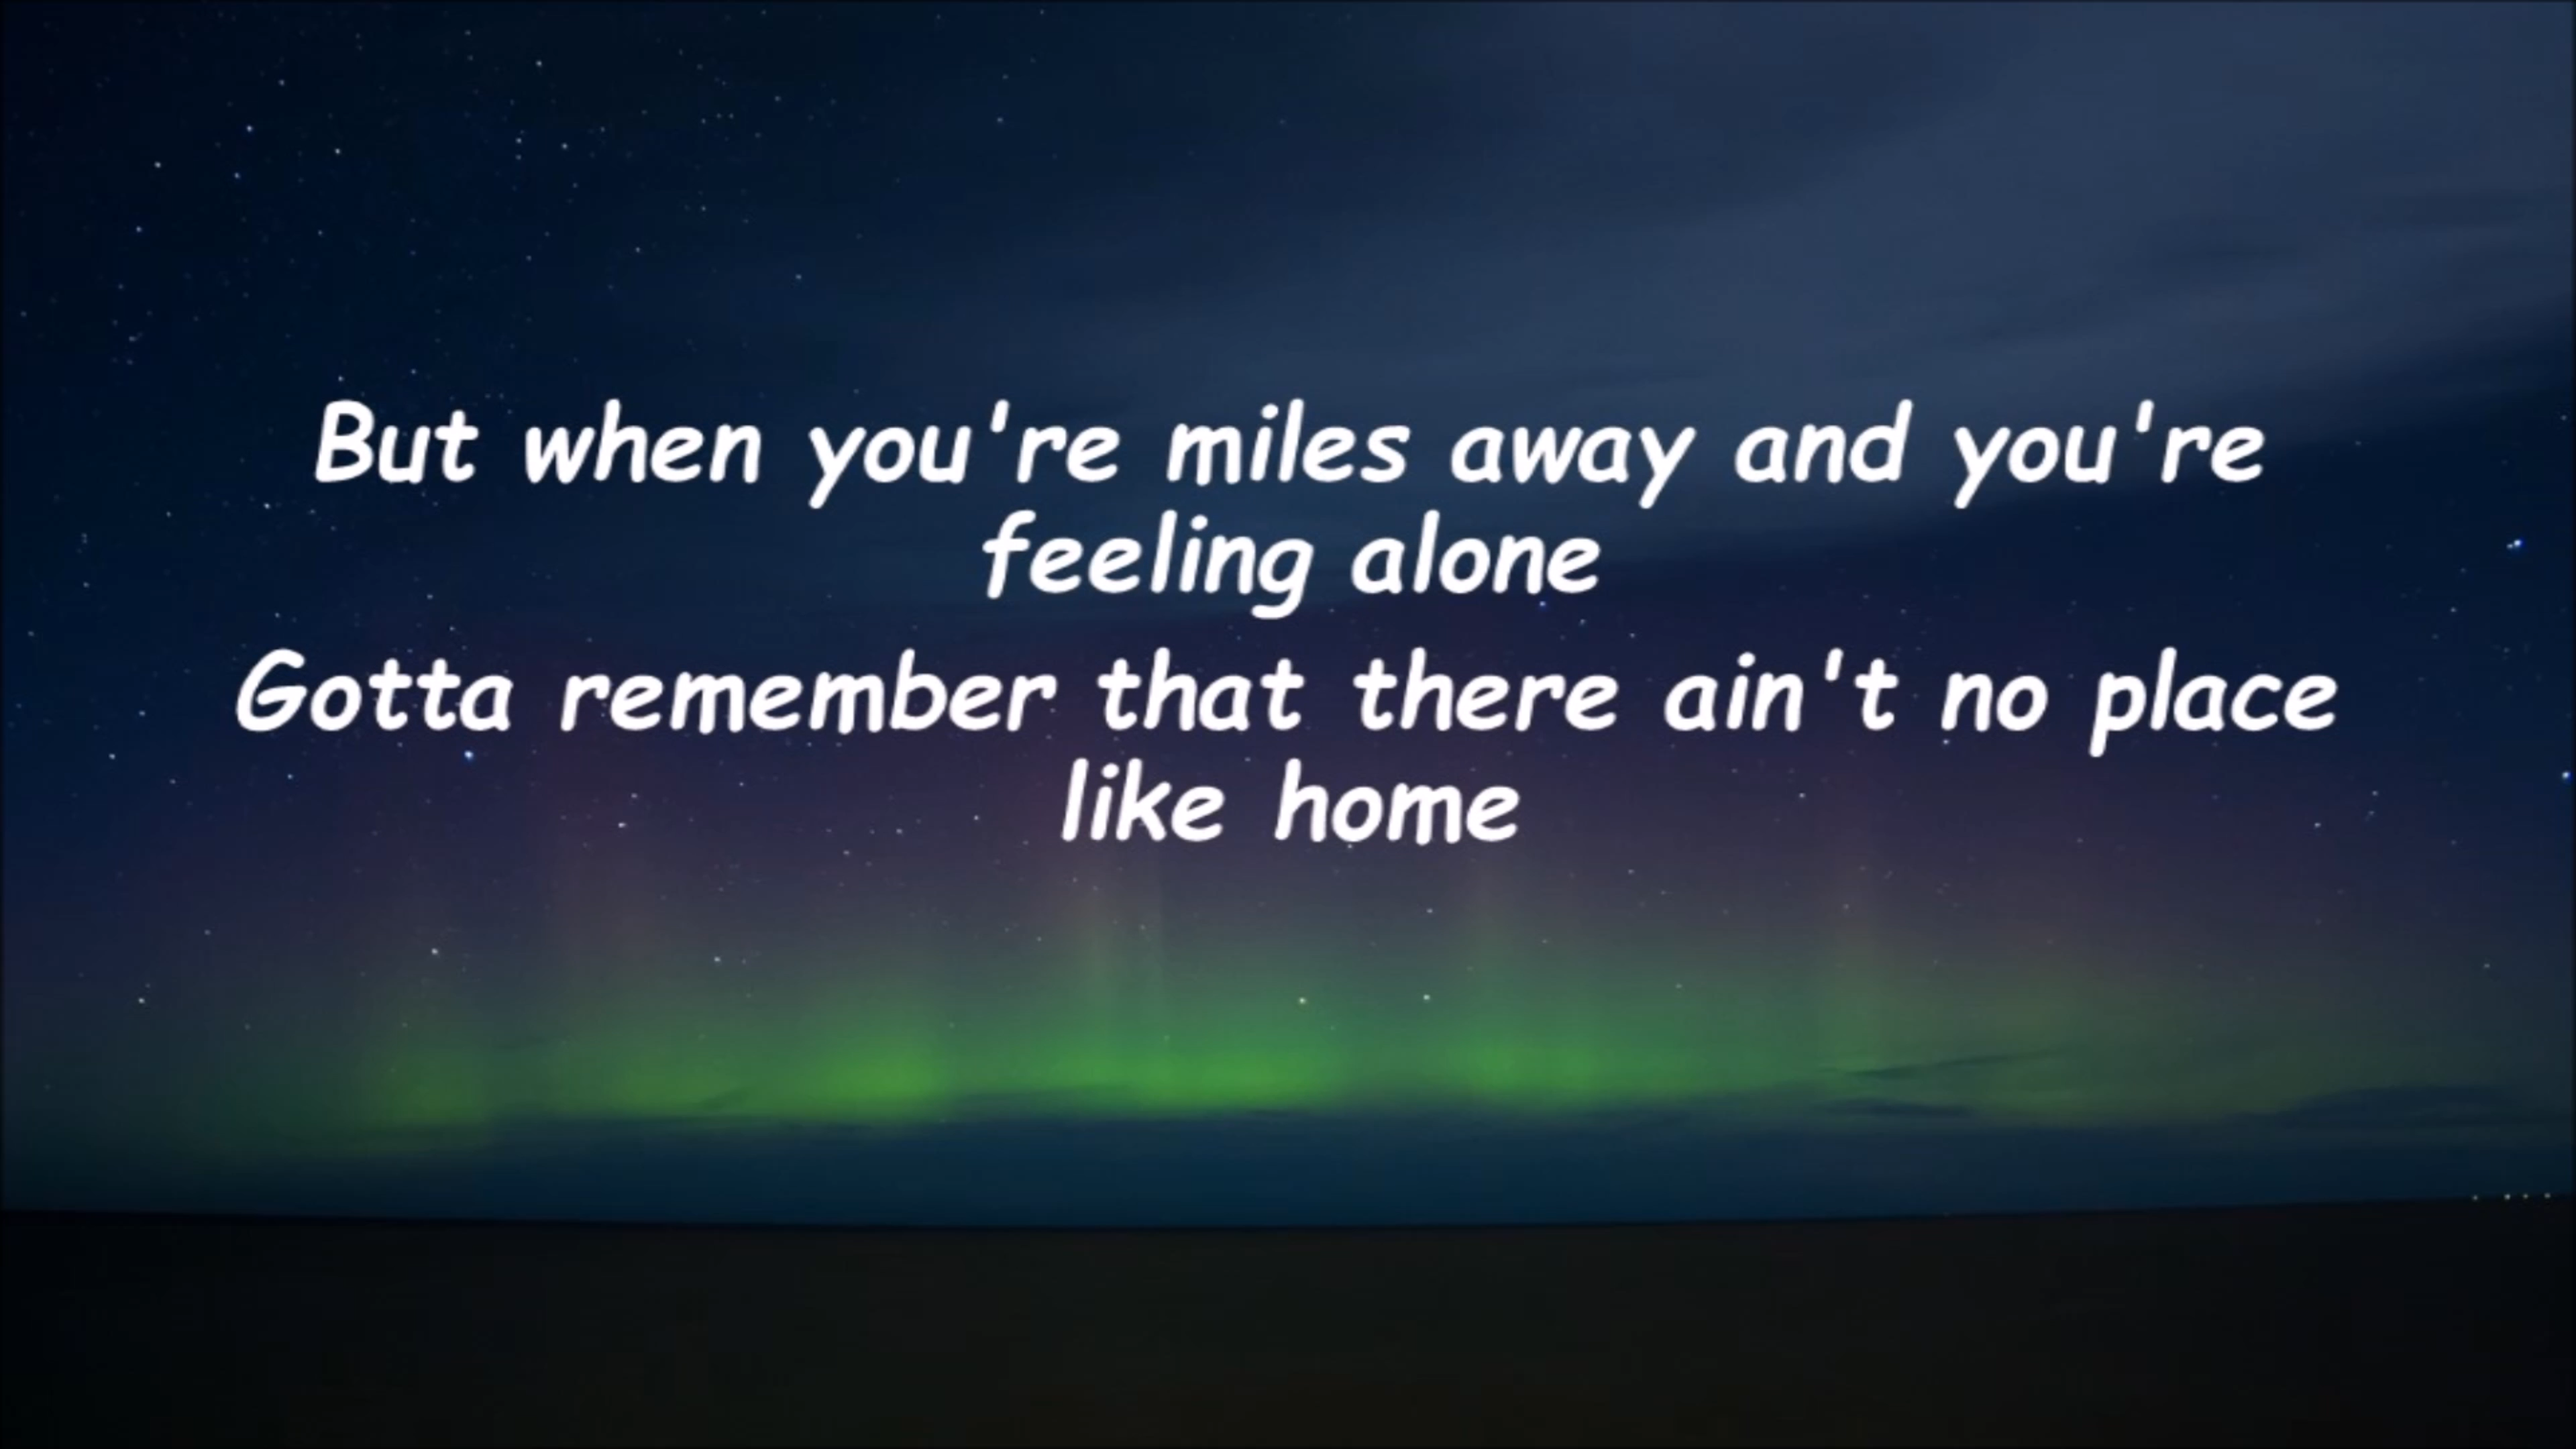 But when you're miles away and you're
feeling alone
Gotta remember that there ain't no place
like home